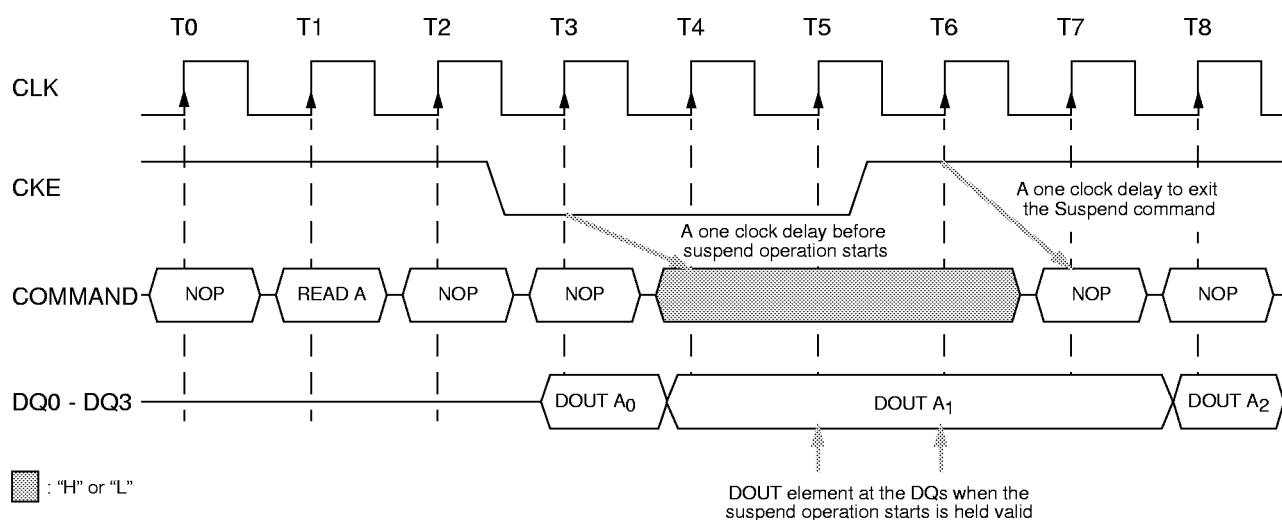 T0 T1 T2 T3 T4 T5 T6 T7 T8
CLK
CKE
A one clock delay to exit
the Suspend command
A one clock delay before
suspend operation starts
COMMAND NOP READ A NOP NOP NOP NOP
DQ0 - DQ3 DOUT A0 DOUT A1 DOUT A2
: “H” or “L”
DOUT element at the DQs when the
suspend operation starts is held valid